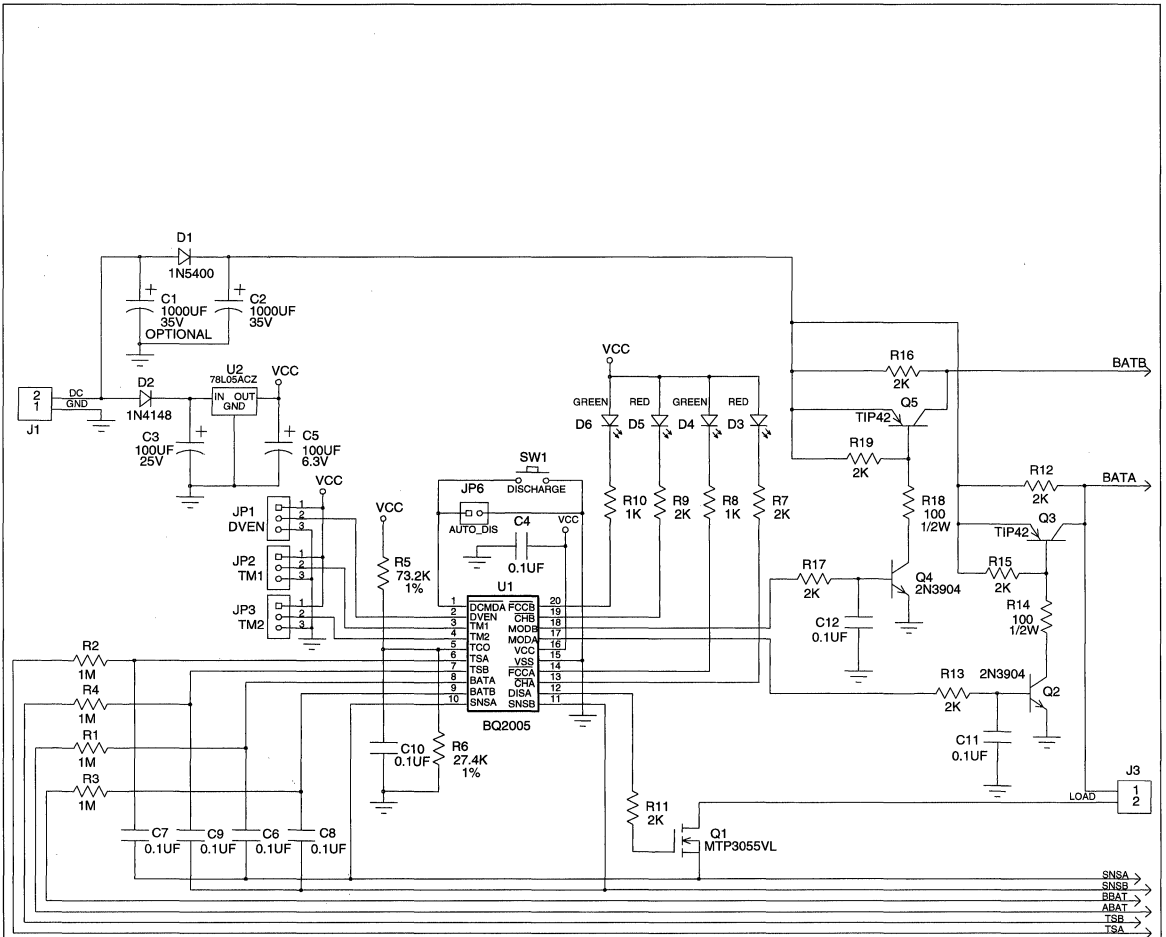 D1
1N5400
C1
1000UF
35V
C2
1000UF
35V
OPTIONAL
U2
78L05ACZ
IN OUT
GND
VCC
D2
1N4148
DC
GND
2
1
J1
C3
100UF
25V
C5
100UF
6.3V
VCC
GREEN
RED
GREEN
RED
D6
D5
D4
D3
R10
1K
R9
2K
R8
1K
R7
2K
SW1
DISCHARGE
JP6
AUTO_DIS
C4
0.1UF
VCC
VCC
VCC
JP1
DVEN
1
2
3
JP2
TM1
1
2
3
JP3
TM2
1
2
3
R5
73.2K
1%
U1
1 DCMDA FCCB 20
2 DVEN CHB 19
3 TM1 MODB 18
4 TM2 MODA 17
5 TCO VCC 16
6 TSA VSS 15
7 TSB FCCA 14
8 BATA CHA 13
9 BATB DISA 12
10 SNSA SNSB 11
BQ2005
R16
2K
BATB
Q5
TIP42
R19
2K
R18
100
1/2W
R12
2K
BATA
Q3
TIP42
R15
2K
R14
100
1/2W
R17
2K
Q4
2N3904
C12
0.1UF
R13
2K
2N3904
Q2
C11
0.1UF
R2
1M
R4
1M
R1
1M
R3
1M
C10
0.1UF
R6
27.4K
1%
R11
2K
Q1
MTP3055VL
J3
1
2
LOAD
C7
0.1UF
C9
0.1UF
C6
0.1UF
C8
0.1UF
SNSA
SNSB
BBAT
ABAT
TSB
TSA